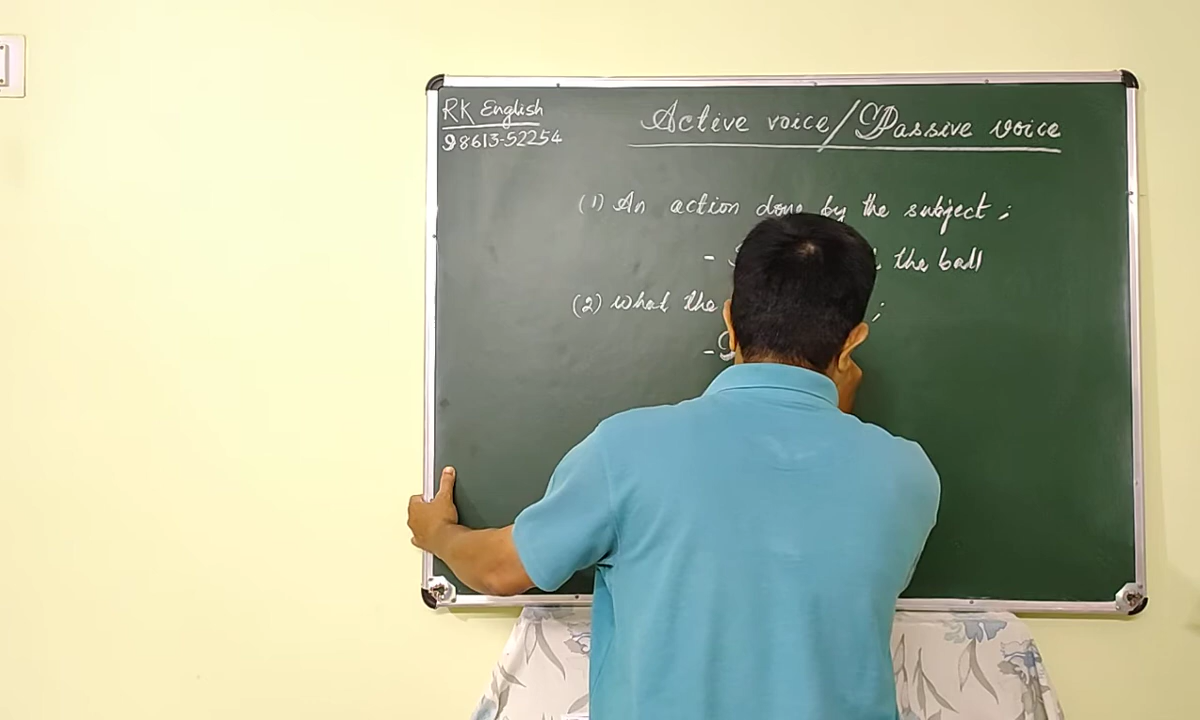 RK English
98613-52254
Active voice/Passive voice
(1) An action done by the subject;
- the ball
(2) what the ;
-